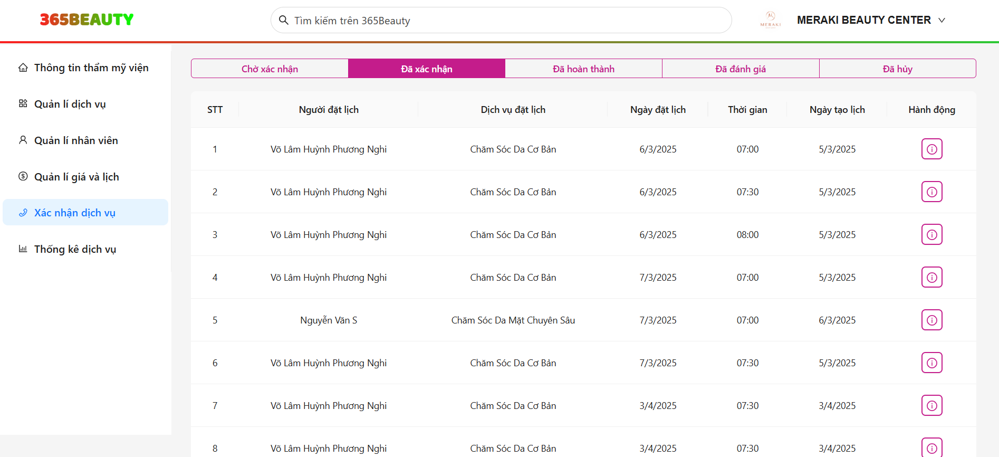 365BEAUTY
Tìm kiếm trên 365Beauty
MERAKI
MERAKI BEAUTY CENTER
Thông tin thẩm mỹ viện
Quản lí dịch vụ
Quản lí nhân viên
Quản lí giá và lịch
Xác nhận dịch vụ
Thống kê dịch vụ
Chờ xác nhận Đã xác nhận Đã hoàn thành Đã đánh giá Đã hủy
STT Người đặt lịch Dịch vụ đặt lịch Ngày đặt lịch Thời gian Ngày tạo lịch Hành động
1 Võ Lâm Huỳnh Phương Nghi Chăm Sóc Da Cơ Bản 6/3/2025 07:00 5/3/2025
2 Võ Lâm Huỳnh Phương Nghi Chăm Sóc Da Cơ Bản 6/3/2025 07:30 5/3/2025
3 Võ Lâm Huỳnh Phương Nghi Chăm Sóc Da Cơ Bản 6/3/2025 08:00 5/3/2025
4 Võ Lâm Huỳnh Phương Nghi Chăm Sóc Da Cơ Bản 7/3/2025 07:00 5/3/2025
5 Nguyễn Văn S Chăm Sóc Da Mặt Chuyên Sâu 7/3/2025 07:00 6/3/2025
6 Võ Lâm Huỳnh Phương Nghi Chăm Sóc Da Cơ Bản 7/3/2025 07:30 5/3/2025
7 Võ Lâm Huỳnh Phương Nghi Chăm Sóc Da Cơ Bản 3/4/2025 07:30 3/4/2025
8 Võ Lâm Huỳnh Phương Nghi Chăm Sóc Da Cơ Bản 3/4/2025 07:30 3/4/2025